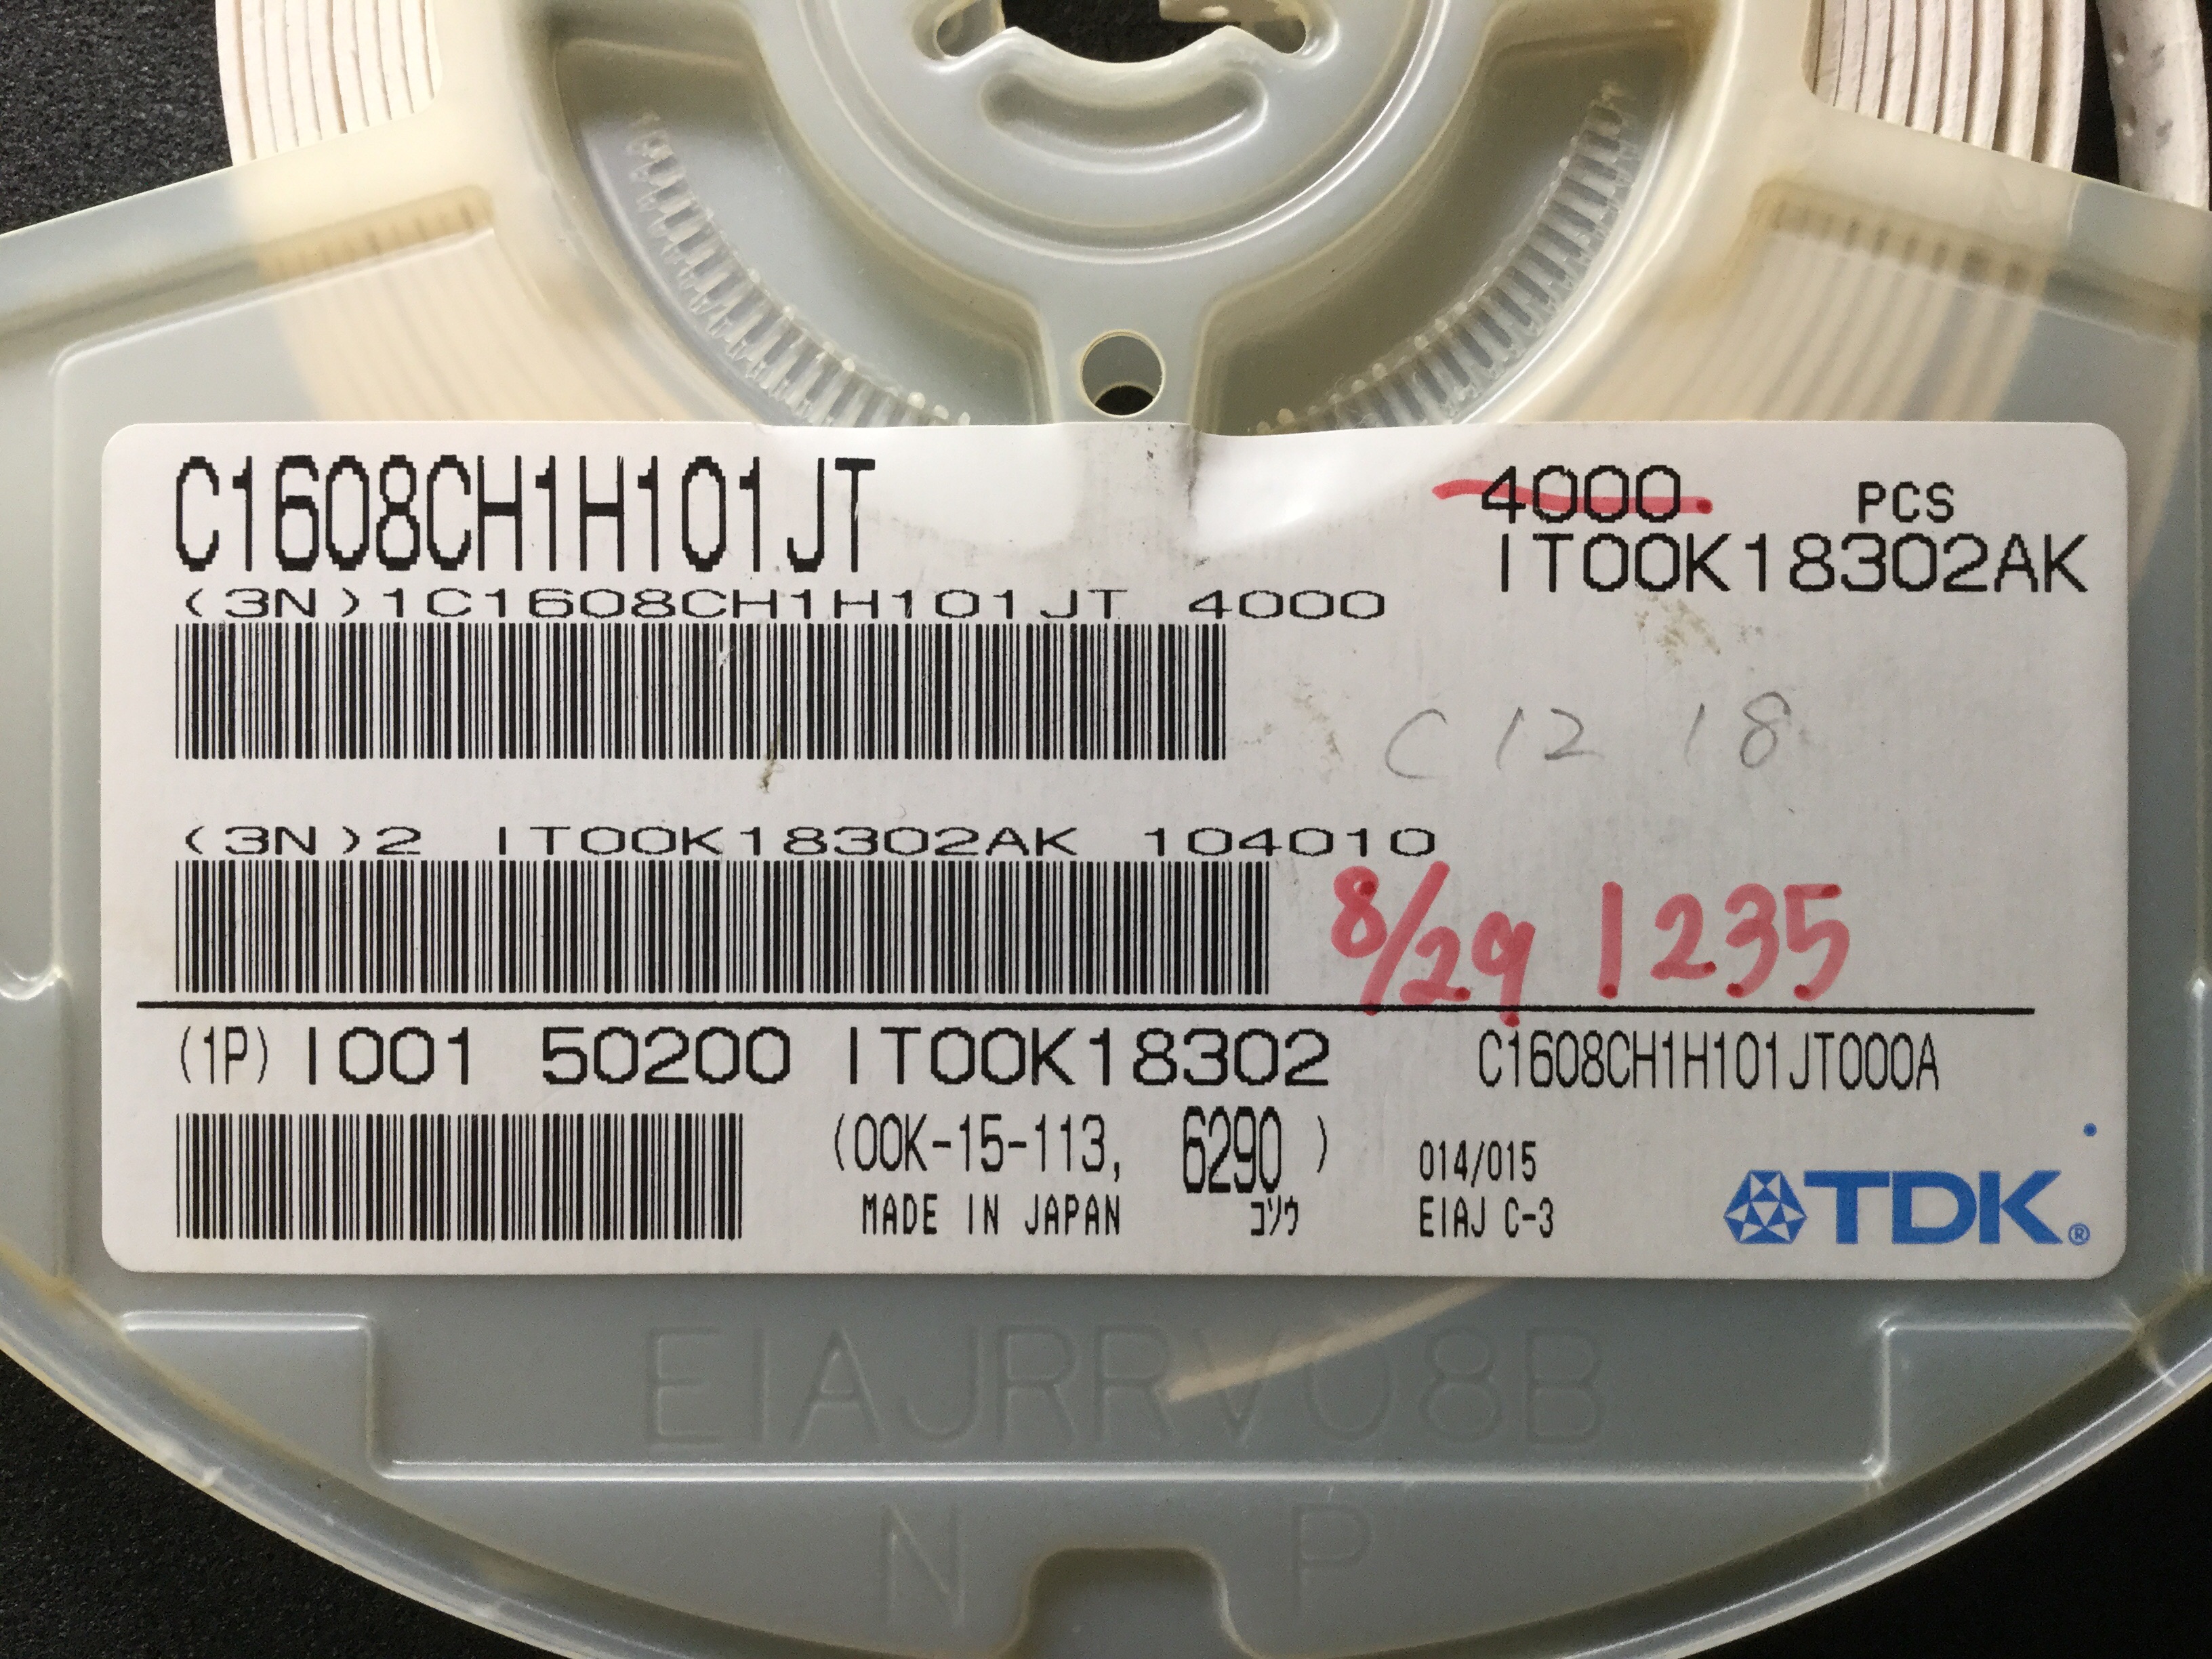 C1608CH1H101JT
4000 PCS
IT00K18302AK
(3N)1C1608CH1H101JT 4000
C 12 18
(3N)2 IT00K18302AK 104010
8/29 1235
(1P) I001 50200 IT00K18302
C1608CH1H101JT000A
(00K-15-113, 6290 )
014/015
MADE IN JAPAN コソウ
EIAJ C-3
TDK®
EIAJRRV08B
N P